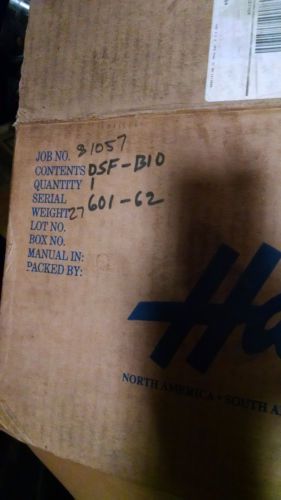 JOB NO. 81057
CONTENTS DSF-B10
QUANTITY 1
SERIAL 601-62
WEIGHT 27
LOT NO.
BOX NO.
MANUAL IN:
PACKED BY:
Ha
NORTH AMERICA • SOUTH A